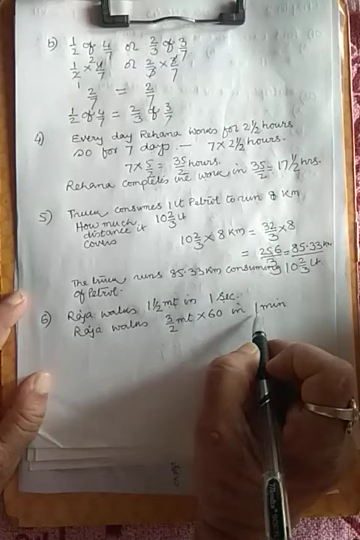 b) 1/2 of 4/7 or 2/3 of 3/7
1/2 × 4/7 or 2/3 × 3/7
2/7 = 2/7
1/2 of 4/7 = 2/3 of 3/7
4) Every day Rehana works for 2 1/2 hours
so for 7 days — 7 × 2 1/2 hours.
7 × 5/2 = 35/2 hours.
Rehana completes the work in 35/2 = 17 1/2 hrs.
5) consumes 1 lt Petrol to run 8 Km
How much distance it covers 10 2/3 lt
10 2/3 × 8 Km = 32/3 × 8
= 256/3 = 85.33 Km
The runs 85.33 Km consuming 10 2/3 lt
of Petrol.
6) Raja walks 1 1/2 mt in 1 sec.
Raja walks 3/2 mt × 60 in 1 min